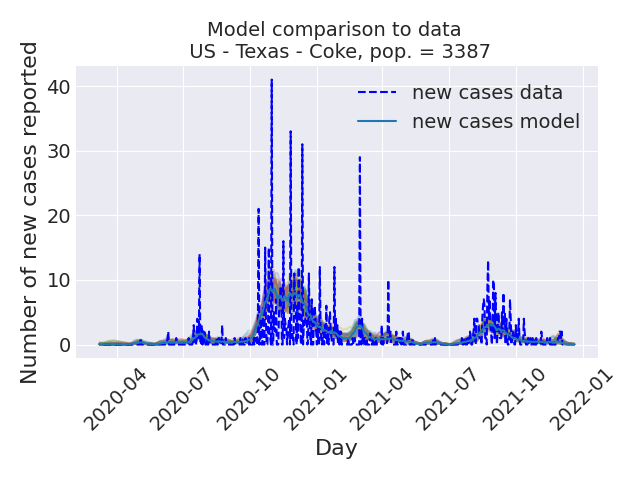 Model comparison to data
US - Texas - Coke, pop. = 3387
Number of new cases reported
40
30
20
10
0
new cases data
new cases model
2020-04
2020-07
2020-10
2021-01
2021-04
2021-07
2021-10
2022-01
Day